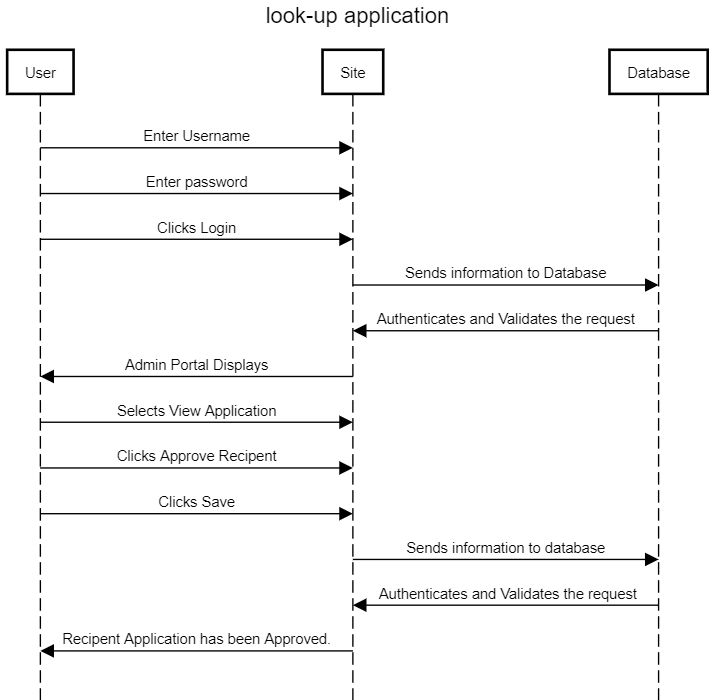 look-up application
User
Site
Database
Enter Username
Enter password
Clicks Login
Sends information to Database
Authenticates and Validates the request
Admin Portal Displays
Selects View Application
Clicks Approve Recipent
Clicks Save
Sends information to database
Authenticates and Validates the request
Recipent Application has been Approved.